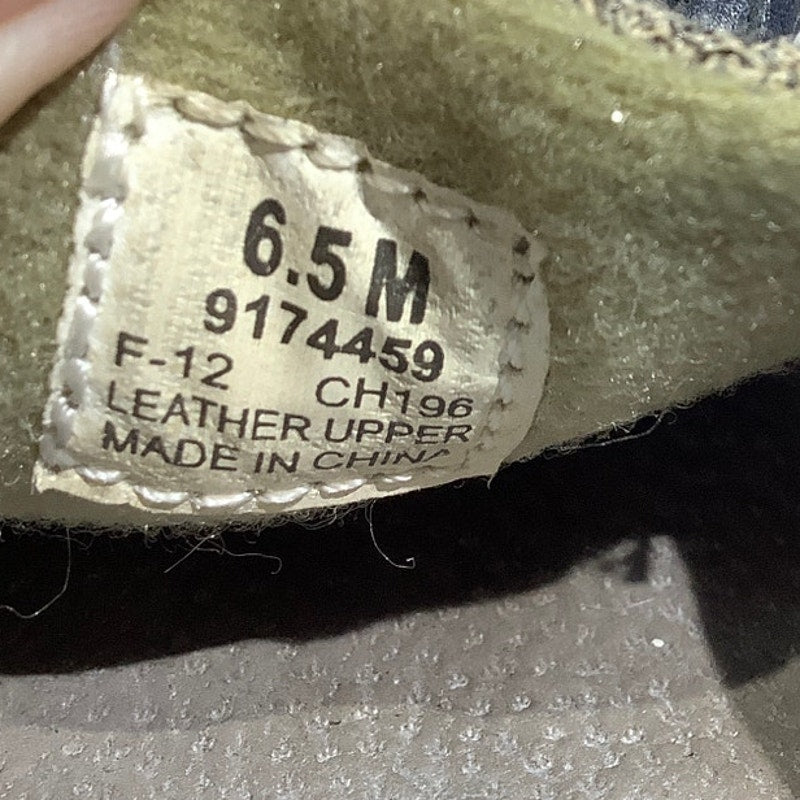 6.5 M
9174459
F-12 CH196
LEATHER UPPER
MADE IN CHINA